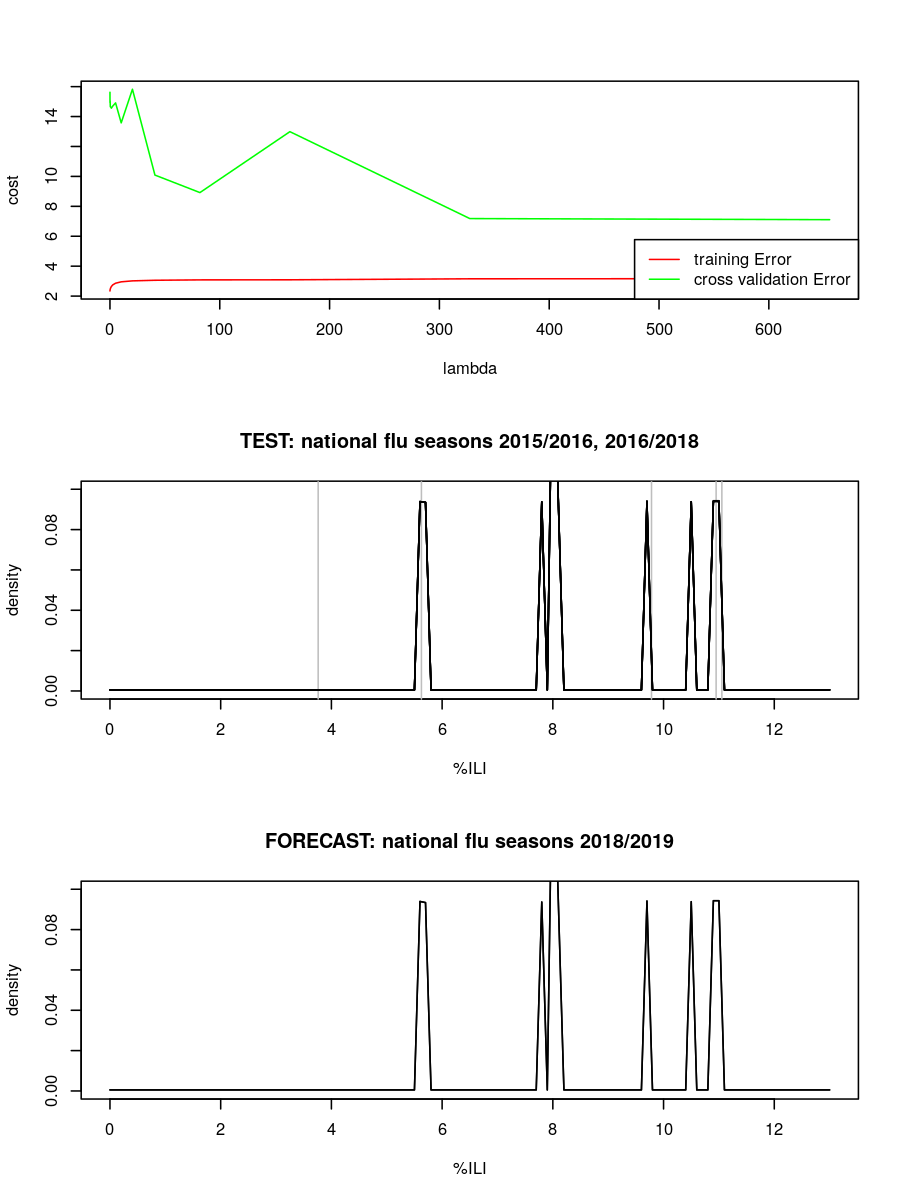 cost
2
4
6
8
10
14
training Error
cross validation Error
0 100 200 300 400 500 600
lambda
TEST: national flu seasons 2015/2016, 2016/2018
density
0.00
0.04
0.08
0 2 4 6 8 10 12
%ILI
FORECAST: national flu seasons 2018/2019
density
0.00
0.04
0.08
0 2 4 6 8 10 12
%ILI